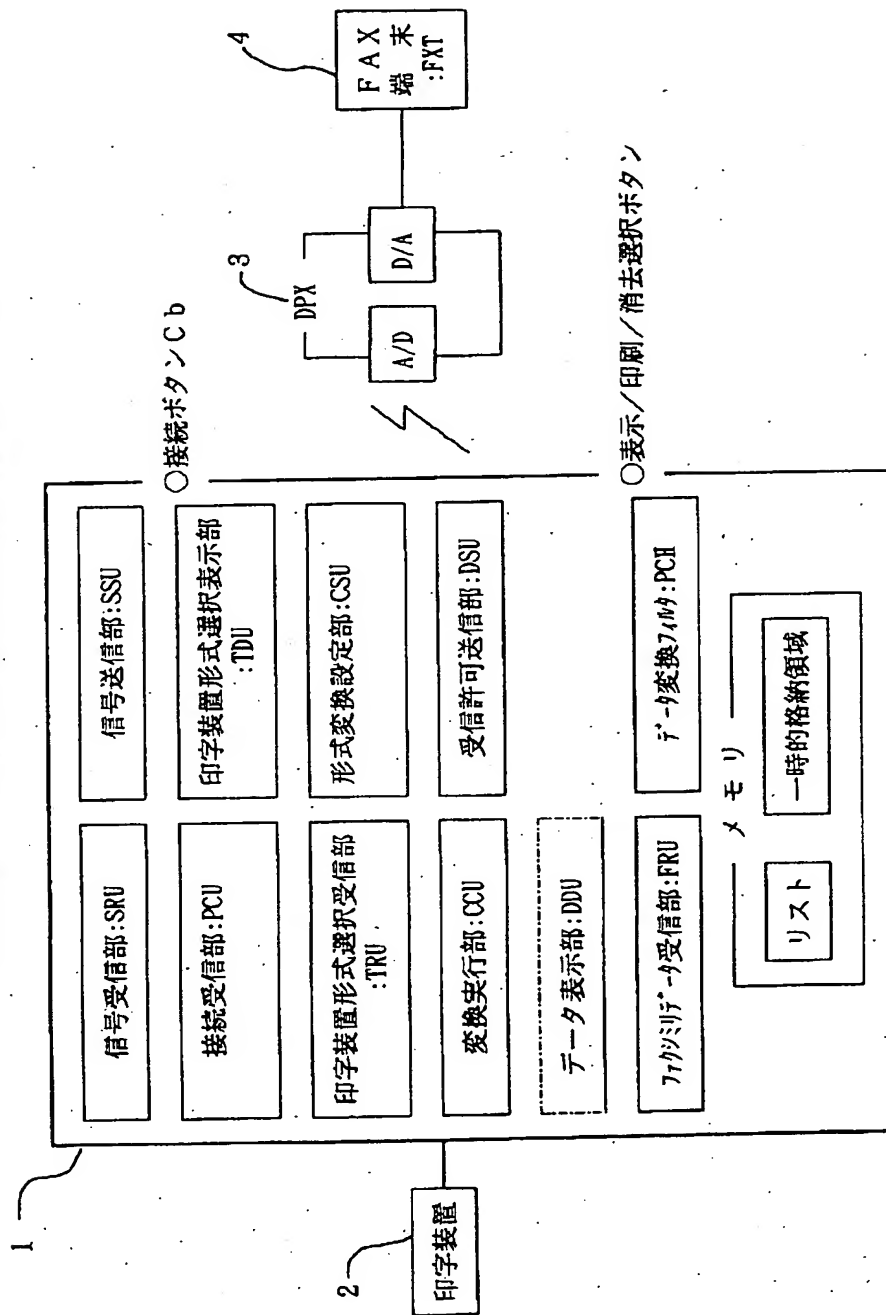 1
信号受信部:SRU
信号送信部:SSU
接続受信部:PCU
印字装置形式選択表示部
:TDU
○接続ボタンCb
印字装置形式選択受信部
:TRU
形式変換設定部:CSU
変換実行部:CCU
受信許可送信部:DSU
データ表示部:DDU
ファクシミリデータ受信部:FRU
データ変換フィルタ:PCH
○表示/印刷/消去選択ボタン
メモリ
リスト
一時的格納領域
2
印字装置
3
DPX
A/D
D/A
4
FAX
端末
:FXT